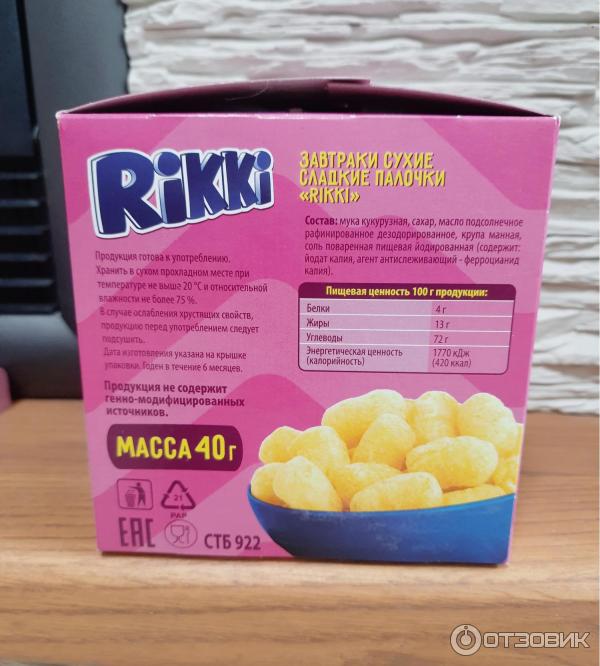 RiKKi
ЗАВТРАКИ СУХИЕ
СЛАДКИЕ ПАЛОЧКИ
«RIKKI»
Состав: мука кукурузная, сахар, масло подсолнечное
рафинированное дезодорированное, крупа манная,
соль поваренная пищевая йодированная (содержит:
йодат калия, агент антислеживающий - ферроцианид
калия).
Пищевая ценность 100 г продукции:
Белки 4 г
Жиры 13 г
Углеводы 72 г
Энергетическая ценность 1770 кДж
(калорийность) (420 ккал)
Продукция готова к употреблению.
Хранить в сухом прохладном месте при
температуре не выше 20 °С и относительной
влажности не более 75 %.
В случае ослабления хрустящих свойств,
продукцию перед употреблением следует
подсушить.
Дата изготовления указана на крышке
упаковки. Годен в течение 6 месяцев.
Продукция не содержит
генно-модифицированных
источников.
МАССА 40 г
21
PAP
ЕАС
СТБ 922
ОТЗОВИК